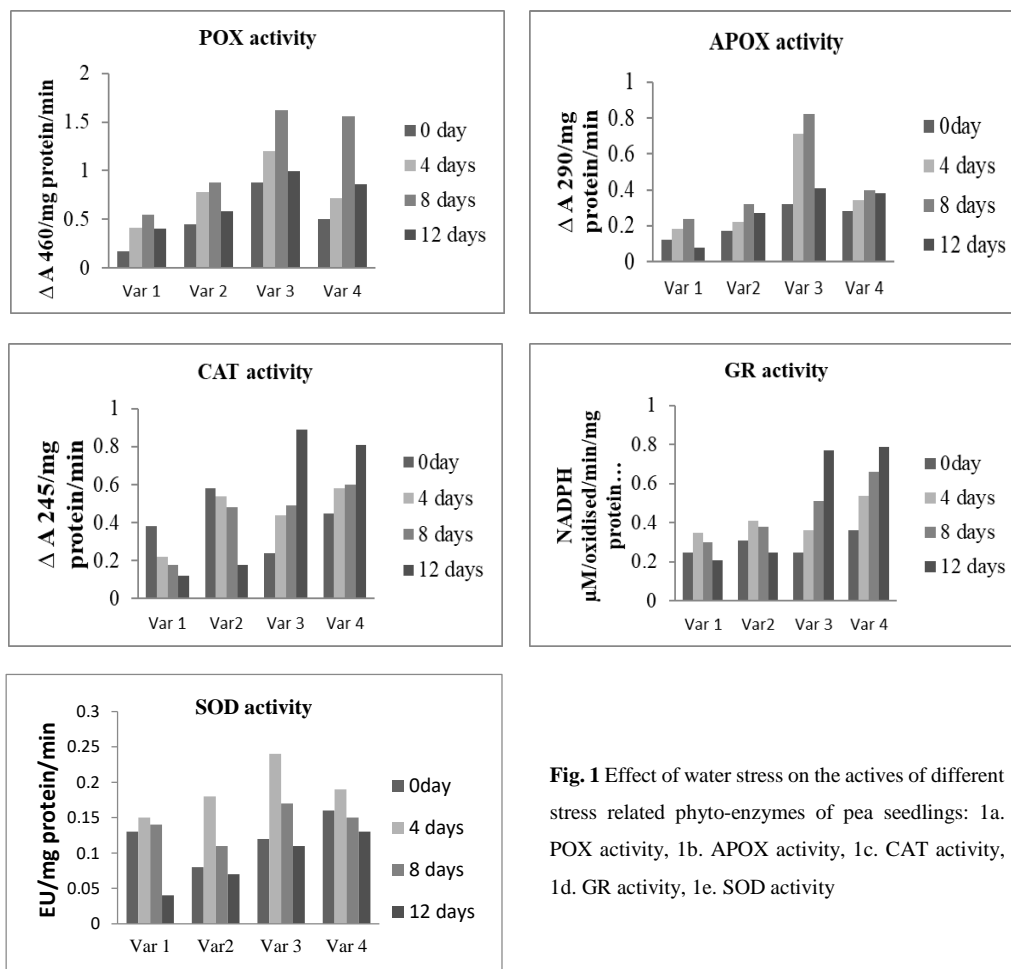 POX activity
Δ A 460/mg protein/min
2
1.5
1
0.5
0
Var 1 Var 2 Var 3 Var 4
0 day
4 days
8 days
12 days
APOX activity
Δ A 290/mg
protein/min
1
0.8
0.6
0.4
0.2
0
Var 1 Var2 Var 3 Var 4
0day
4 days
8 days
12 days
CAT activity
Δ A 245/mg
protein/min
1
0.8
0.6
0.4
0.2
0
Var 1 Var2 Var 3 Var 4
0day
4 days
8 days
12 days
GR activity
NADPH
µM/oxidised/min/mg
protein…
1
0.8
0.6
0.4
0.2
0
Var 1 Var2 Var 3 Var 4
0day
4 days
8 days
12 days
SOD activity
EU/mg protein/min
0.3
0.25
0.2
0.15
0.1
0.05
0
Var 1 Var2 Var 3 Var 4
0day
4 days
8 days
12 days
Fig. 1 Effect of water stress on the actives of different
stress related phyto-enzymes of pea seedlings: 1a.
POX activity, 1b. APOX activity, 1c. CAT activity,
1d. GR activity, 1e. SOD activity